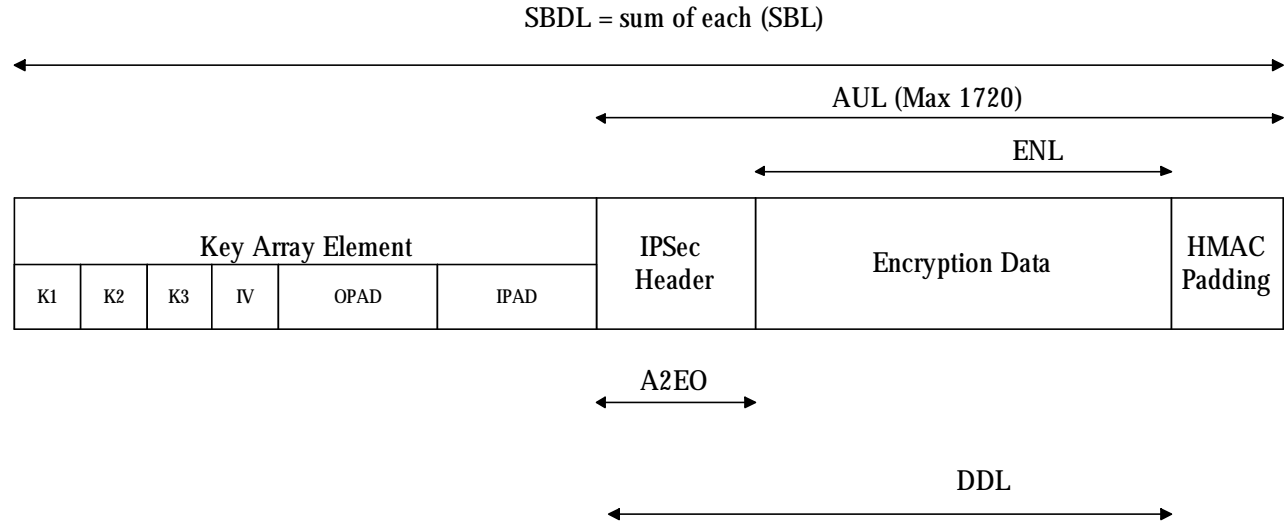 SBDL = sum of each (SBL)
AUL (Max 1720)
ENL
Key Array Element
K1 K2 K3 IV OPAD IPAD
IPSec
Header
Encryption Data
HMAC
Padding
A2EO
DDL